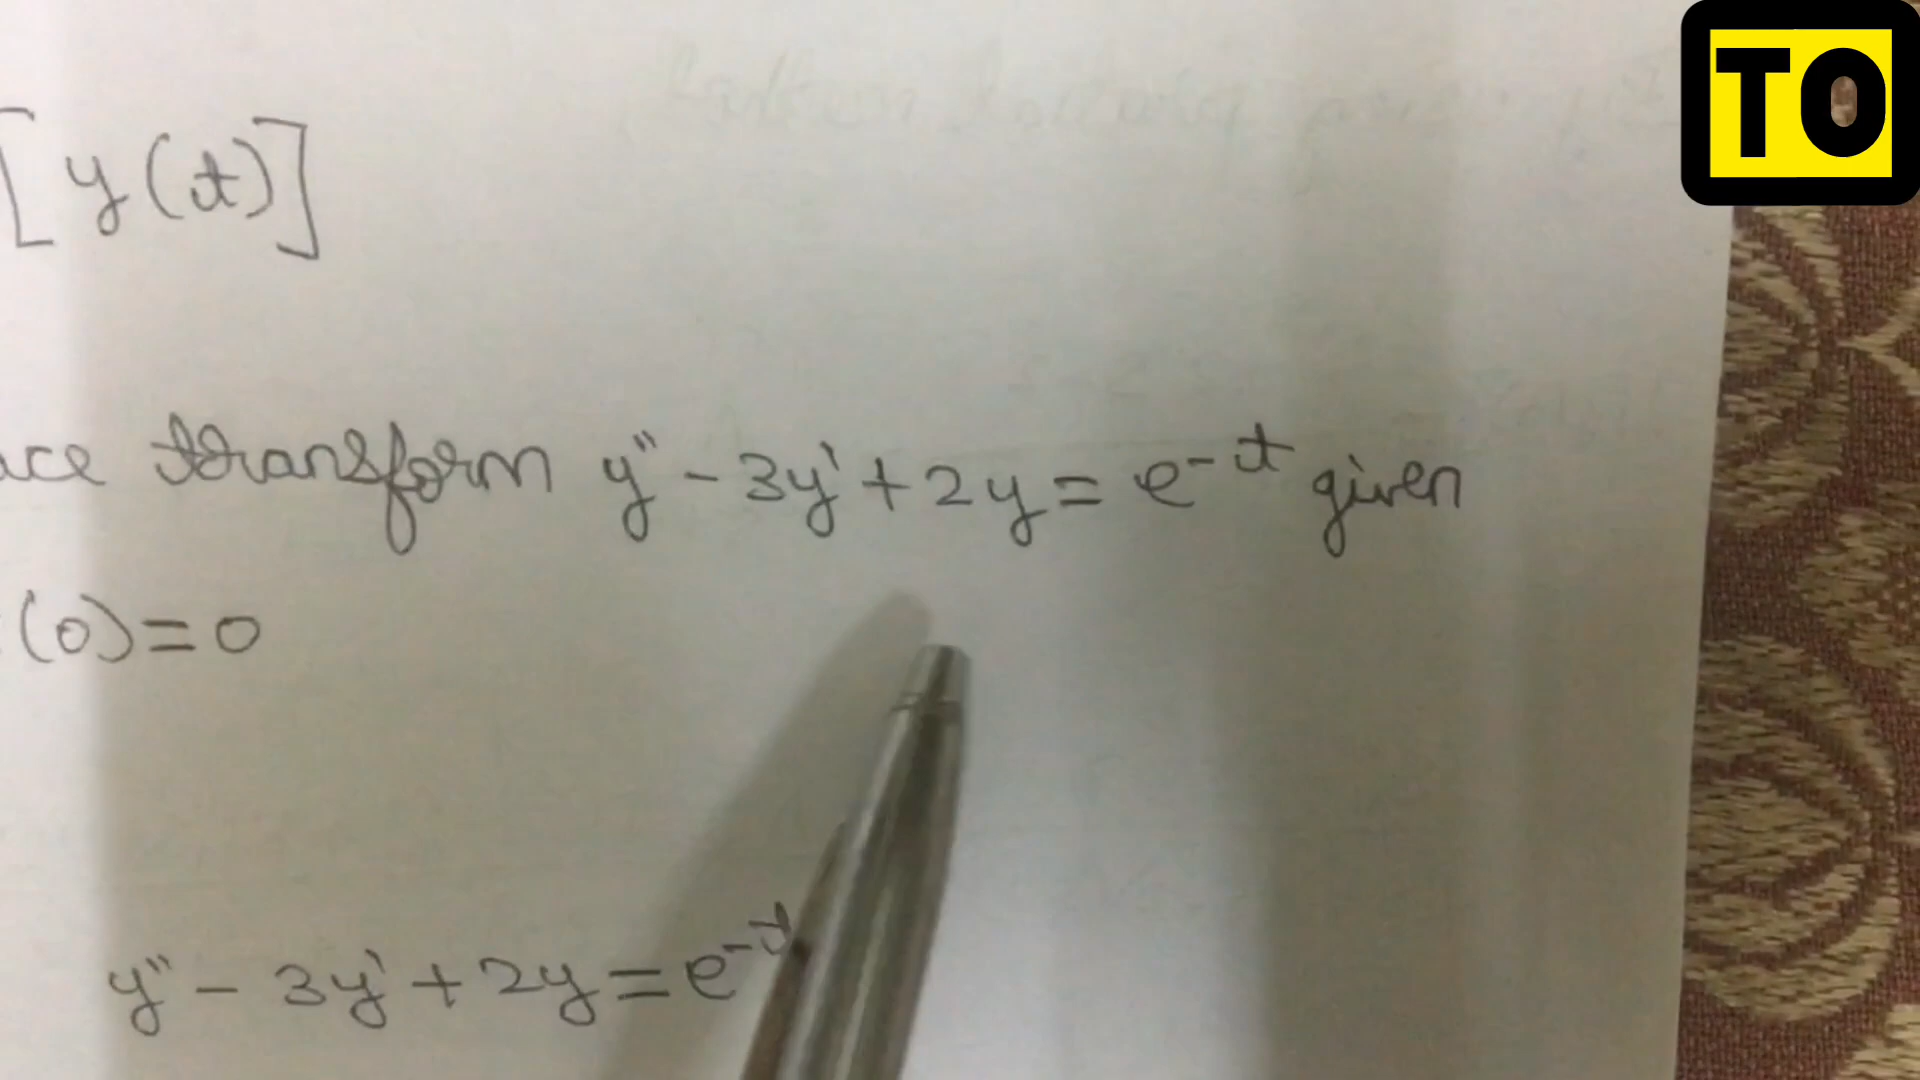 TO
[y(t)]
ace transform y" - 3y' + 2y = e^-t given
(0) = 0
y" - 3y' + 2y = e^-t